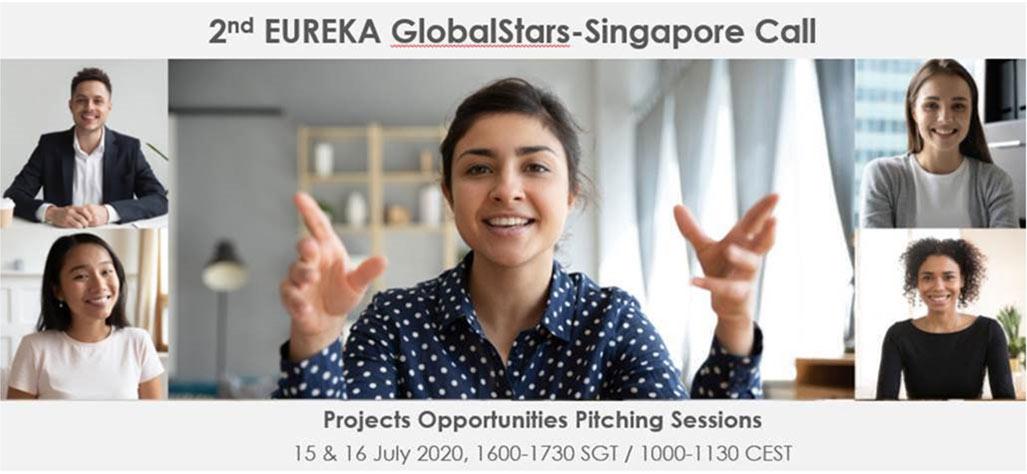 2nd EUREKA GlobalStars-Singapore Call
Projects Opportunities Pitching Sessions
15 & 16 July 2020, 1600-1730 SGT / 1000-1130 CEST